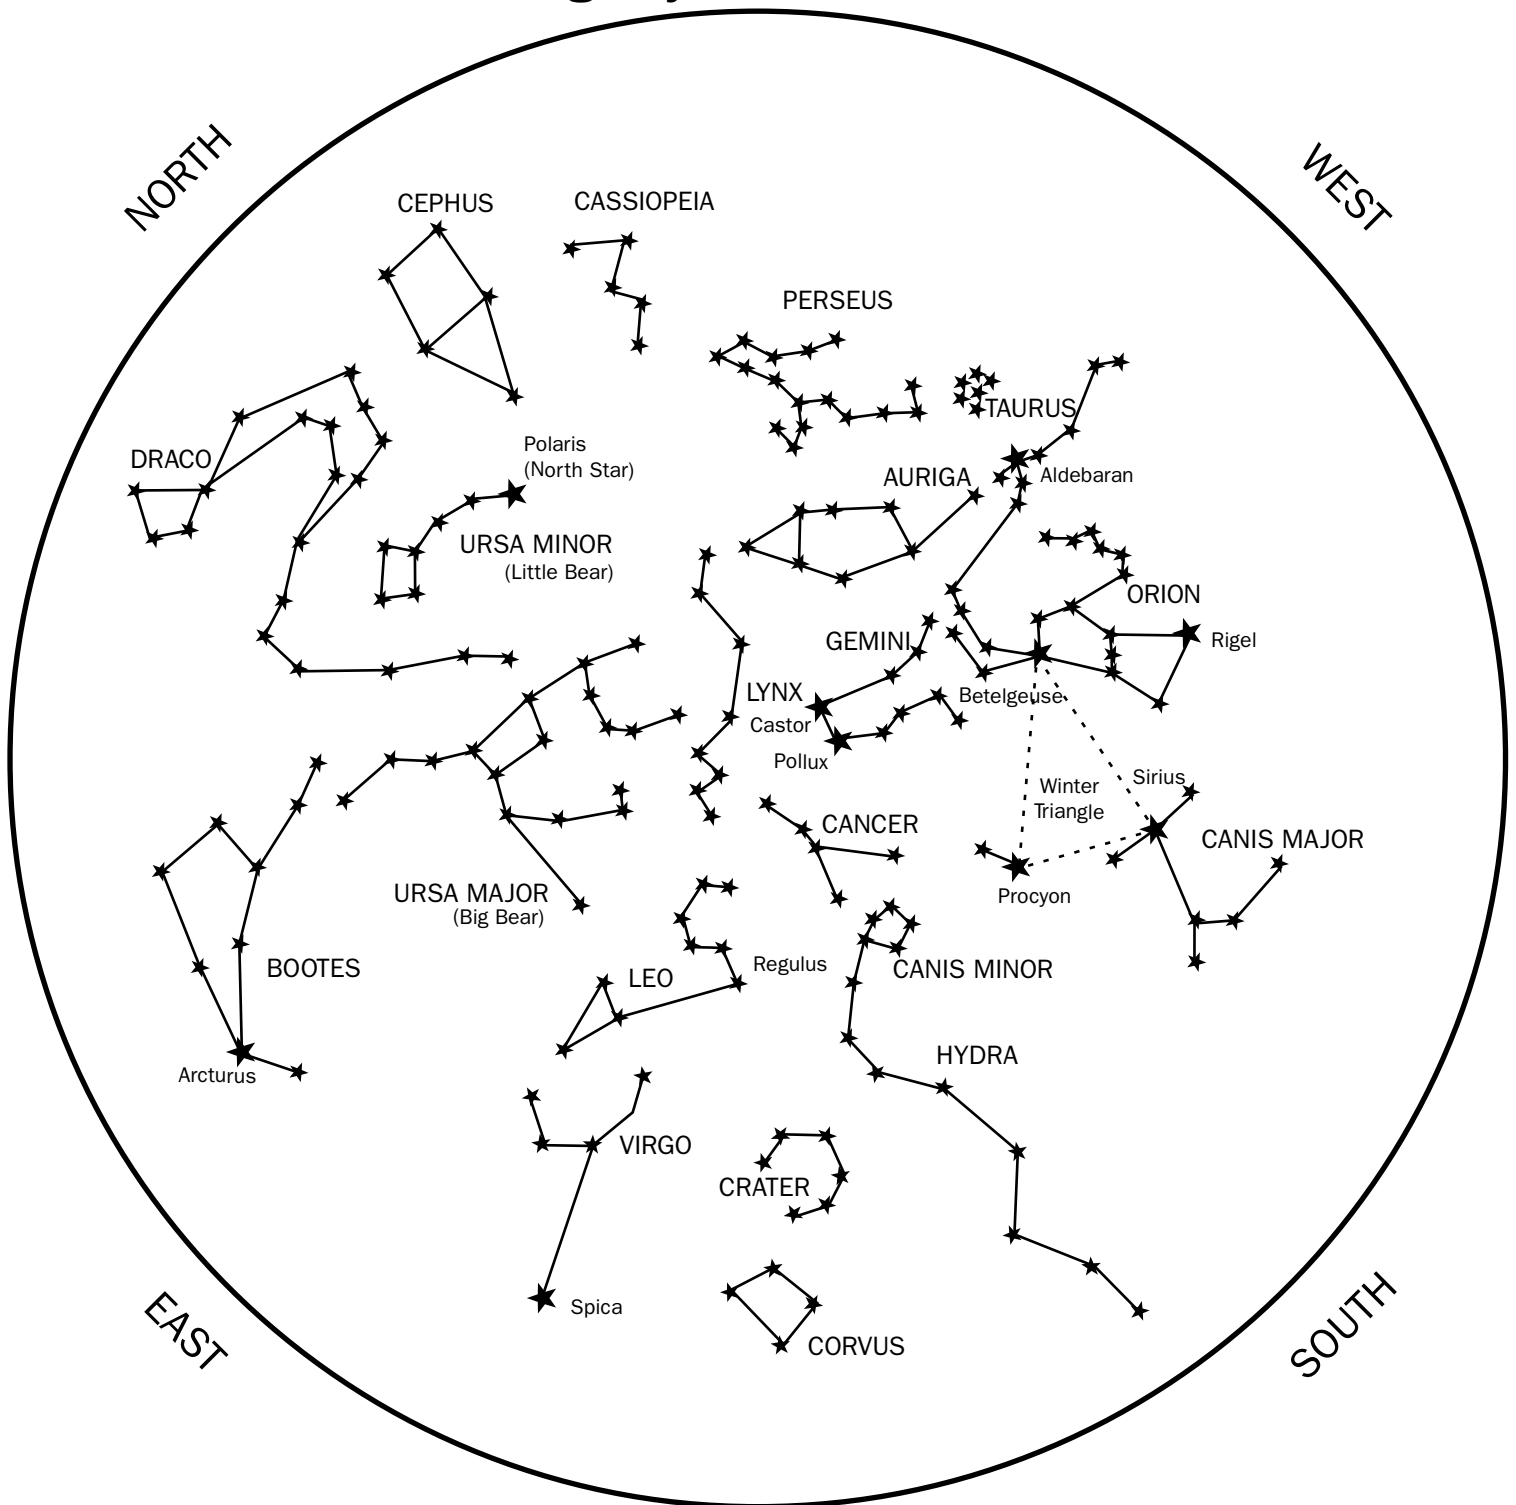 NORTH
WEST
CEPHUS
CASSIOPEIA
PERSEUS
TAURUS
DRACO
Polaris
(North Star)
AURIGA
Aldebaran
URSA MINOR
(Little Bear)
ORION
Rigel
GEMINI
LYNX
Betelgeuse
Castor
Pollux
Winter
Triangle
Sirius
CANCER
CANIS MAJOR
URSA MAJOR
(Big Bear)
Procyon
BOOTES
LEO
Regulus
CANIS MINOR
Arcturus
HYDRA
VIRGO
CRATER
Spica
CORVUS
EAST
SOUTH